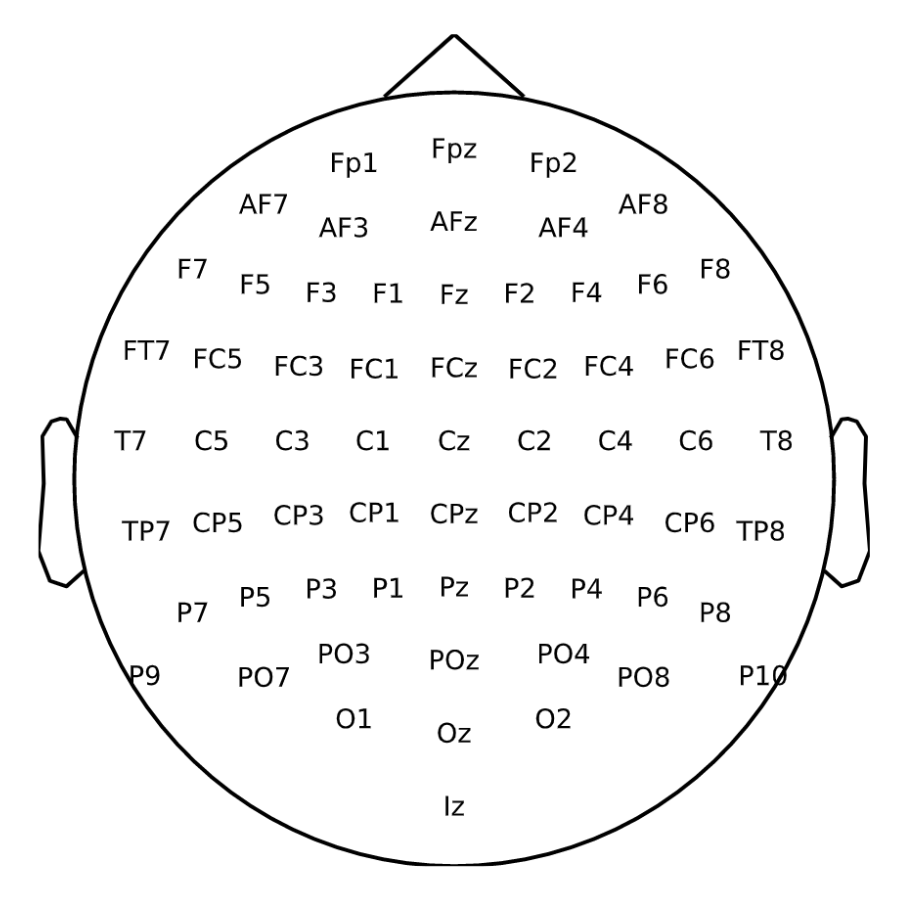 Fp1 Fpz Fp2
AF7 AF8
AF3 AFz AF4
F7 F5 F3 F1 Fz F2 F4 F6 F8
FT7 FC5 FC3 FC1 FCz FC2 FC4 FC6 FT8
T7 C5 C3 C1 Cz C2 C4 C6 T8
TP7 CP5 CP3 CP1 CPz CP2 CP4 CP6 TP8
P7 P5 P3 P1 Pz P2 P4 P6 P8
PO3 POz PO4
P9 PO7 PO8 P10
O1 Oz O2
Iz